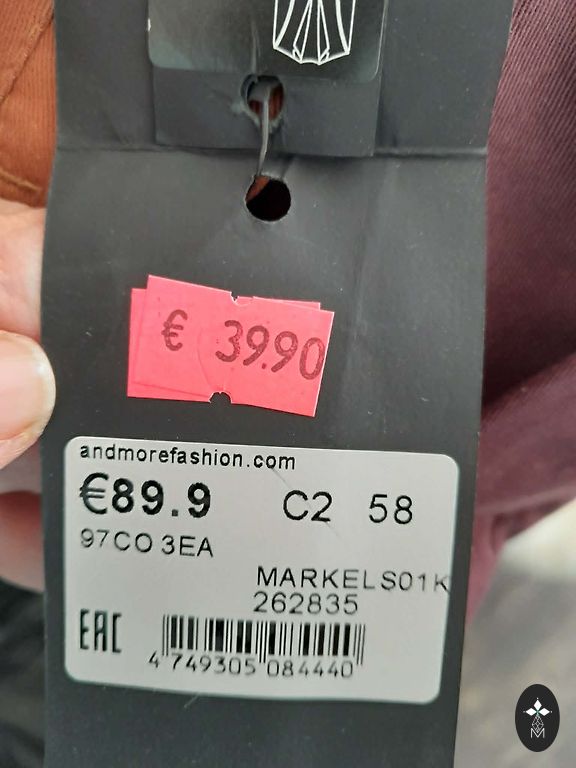 € 39.90
andmorefashion.com
€89.9 C2 58
97CO 3EA
MARKELS01K
262835
EAC
4 749305 084440
M